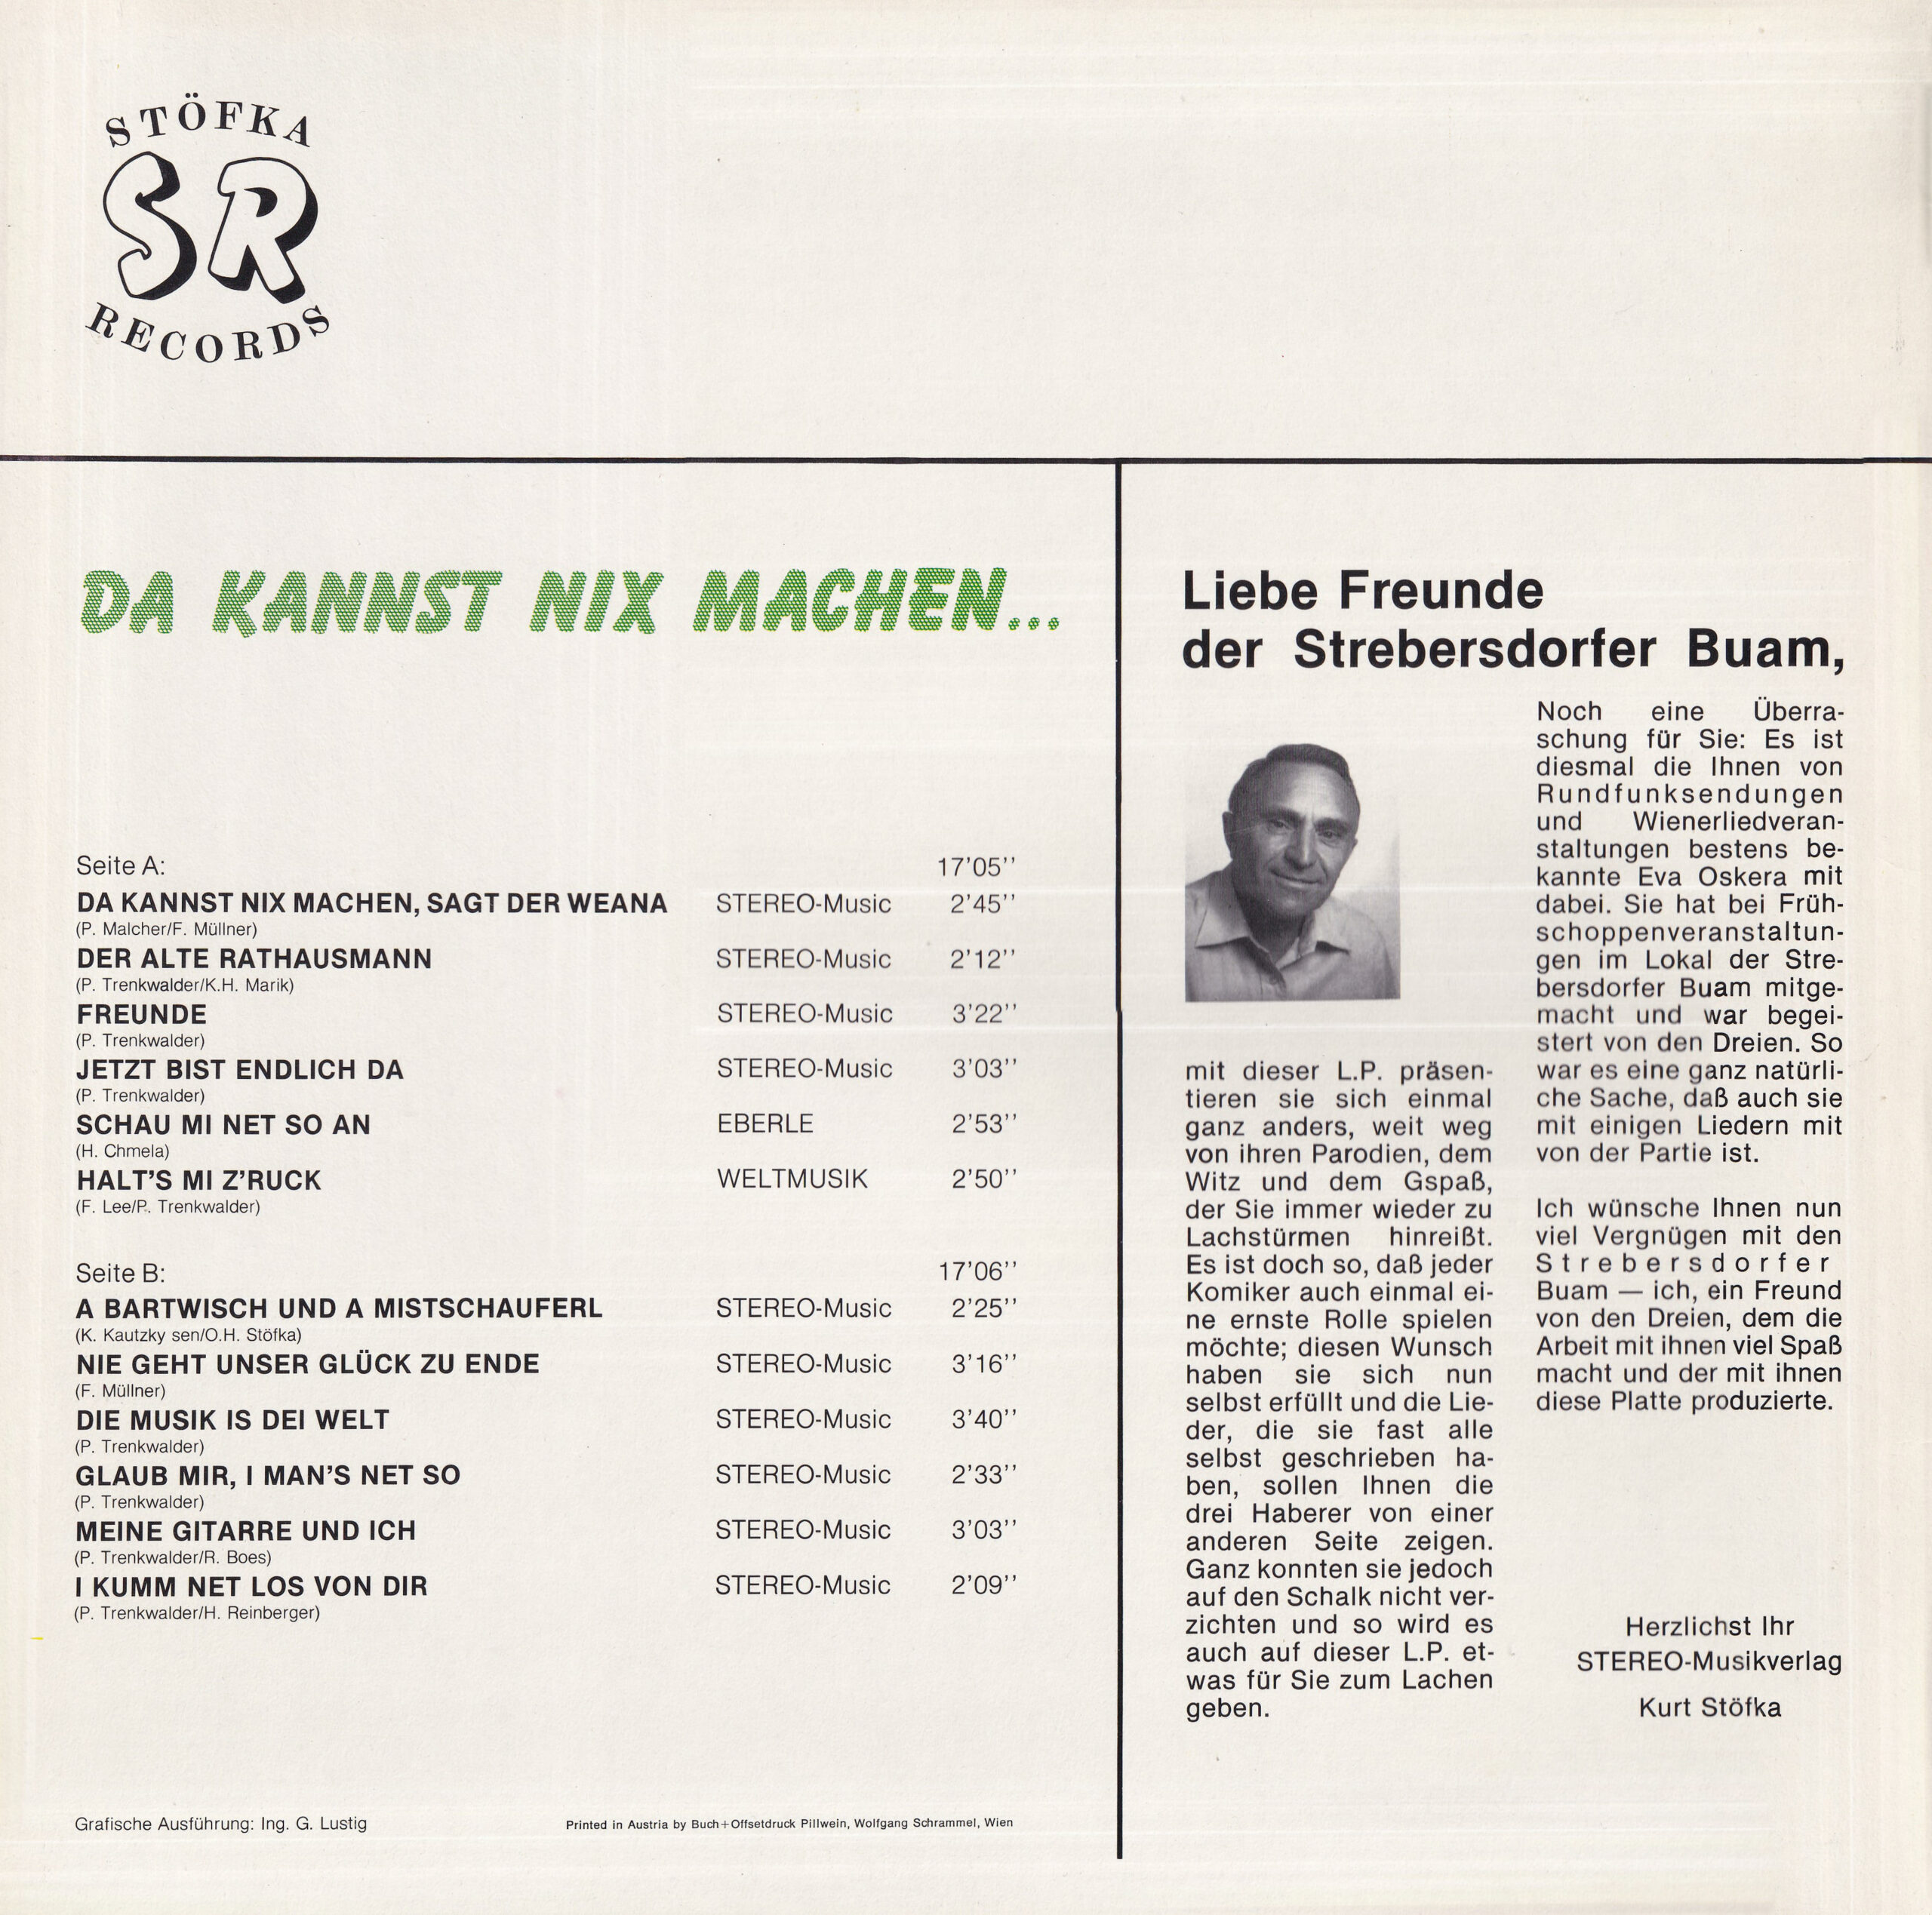 STÖFKA
SR
RECORDS
DA KANNST NIX MACHEN...
Seite A: 17'05''
DA KANNST NIX MACHEN, SAGT DER WEANA STEREO-Music 2'45''
(P. Malcher/F. Müllner)
DER ALTE RATHAUSMANN STEREO-Music 2'12''
(P. Trenkwalder/K.H. Marik)
FREUNDE STEREO-Music 3'22''
(P. Trenkwalder)
JETZT BIST ENDLICH DA STEREO-Music 3'03''
(P. Trenkwalder)
SCHAU MI NET SO AN EBERLE 2'53''
(H. Chmela)
HALT'S MI Z'RUCK WELTMUSIK 2'50''
(F. Lee/P. Trenkwalder)
Seite B: 17'06''
A BARTWISCH UND A MISTSCHAUFERL STEREO-Music 2'25''
(K. Kautzky sen/O.H. Stöfka)
NIE GEHT UNSER GLÜCK ZU ENDE STEREO-Music 3'16''
(F. Müllner)
DIE MUSIK IS DEI WELT STEREO-Music 3'40''
(P. Trenkwalder)
GLAUB MIR, I MAN'S NET SO STEREO-Music 2'33''
(P. Trenkwalder)
MEINE GITARRE UND ICH STEREO-Music 3'03''
(P. Trenkwalder/R. Boes)
I KUMM NET LOS VON DIR STEREO-Music 2'09''
(P. Trenkwalder/H. Reinberger)
Grafische Ausführung: Ing. G. Lustig
Printed in Austria by Buch+Offsetdruck Pillwein, Wolfgang Schrammel, Wien
Liebe Freunde
der Strebersdorfer Buam,
mit dieser L.P. präsen-
tieren sie sich einmal
ganz anders, weit weg
von ihren Parodien, dem
Witz und dem Gspaß,
der Sie immer wieder zu
Lachstürmen hinreißt.
Es ist doch so, daß jeder
Komiker auch einmal ei-
ne ernste Rolle spielen
möchte; diesen Wunsch
haben sie sich nun
selbst erfüllt und die Lie-
der, die sie fast alle
selbst geschrieben ha-
ben, sollen Ihnen die
drei Haberer von einer
anderen Seite zeigen.
Ganz konnten sie jedoch
auf den Schalk nicht ver-
zichten und so wird es
auch auf dieser L.P. et-
was für Sie zum Lachen
geben.
Noch eine Überra-
schung für Sie: Es ist
diesmal die Ihnen von
Rundfunksendungen
und Wienerliedveran-
staltungen bestens be-
kannte Eva Oskera mit
dabei. Sie hat bei Früh-
schoppenveranstaltun-
gen im Lokal der Stre-
bersdorfer Buam mitge-
macht und war begei-
stert von den Dreien. So
war es eine ganz natürli-
che Sache, daß auch sie
mit einigen Liedern mit
von der Partie ist.
Ich wünsche Ihnen nun
viel Vergnügen mit den
Strebersdorfer
Buam — ich, ein Freund
von den Dreien, dem die
Arbeit mit ihnen viel Spaß
macht und der mit ihnen
diese Platte produzierte.
Herzlichst Ihr
STEREO-Musikverlag
Kurt Stöfka